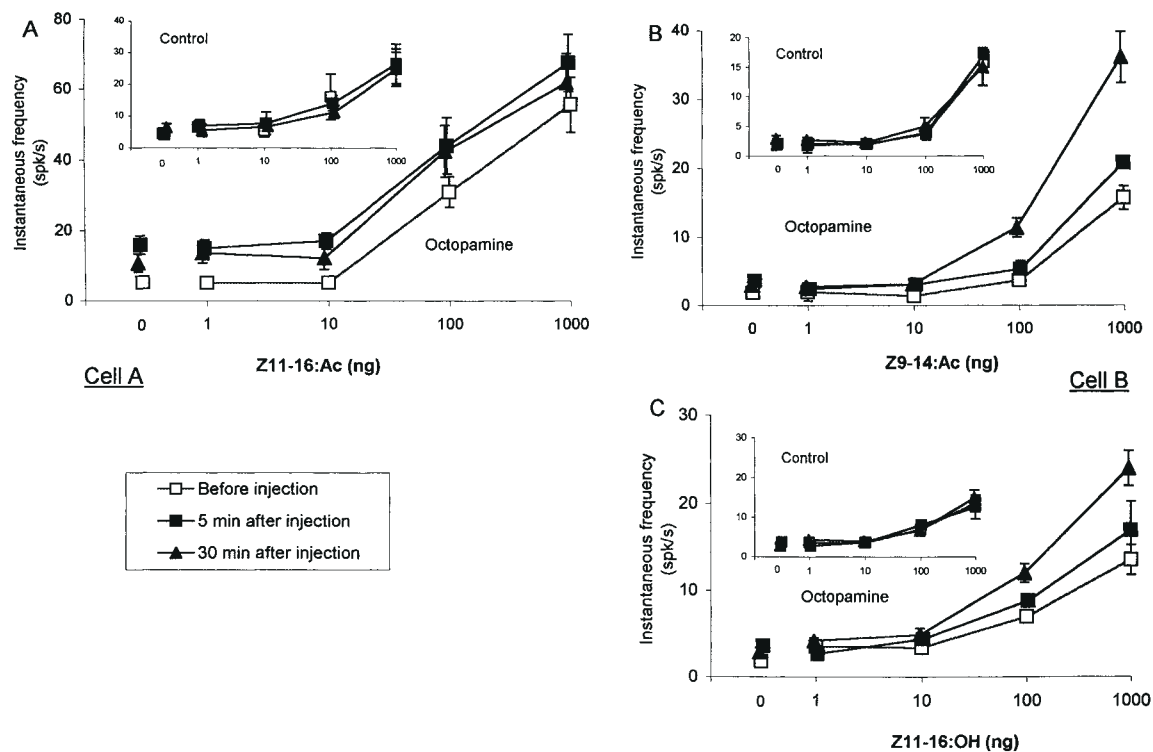 A
80
60
40
20
0
Instantaneous frequency
(spk/s)
40
30
20
10
0
Control
0 1 10 100 1000
Octopamine
0 1 10 100 1000
Z11-16:Ac (ng)
Cell A
B
40
30
20
10
0
Instantaneous frequency
(spk/s)
20
15
10
5
0
Control
0 1 10 100 1000
Octopamine
0 1 10 100 1000
Z9-14:Ac (ng)
Cell B
Before injection
5 min after injection
30 min after injection
C
30
20
10
0
Instantaneous frequency
(spk/s)
30
20
10
0
Control
0 1 10 100 1000
Octopamine
0 1 10 100 1000
Z11-16:OH (ng)